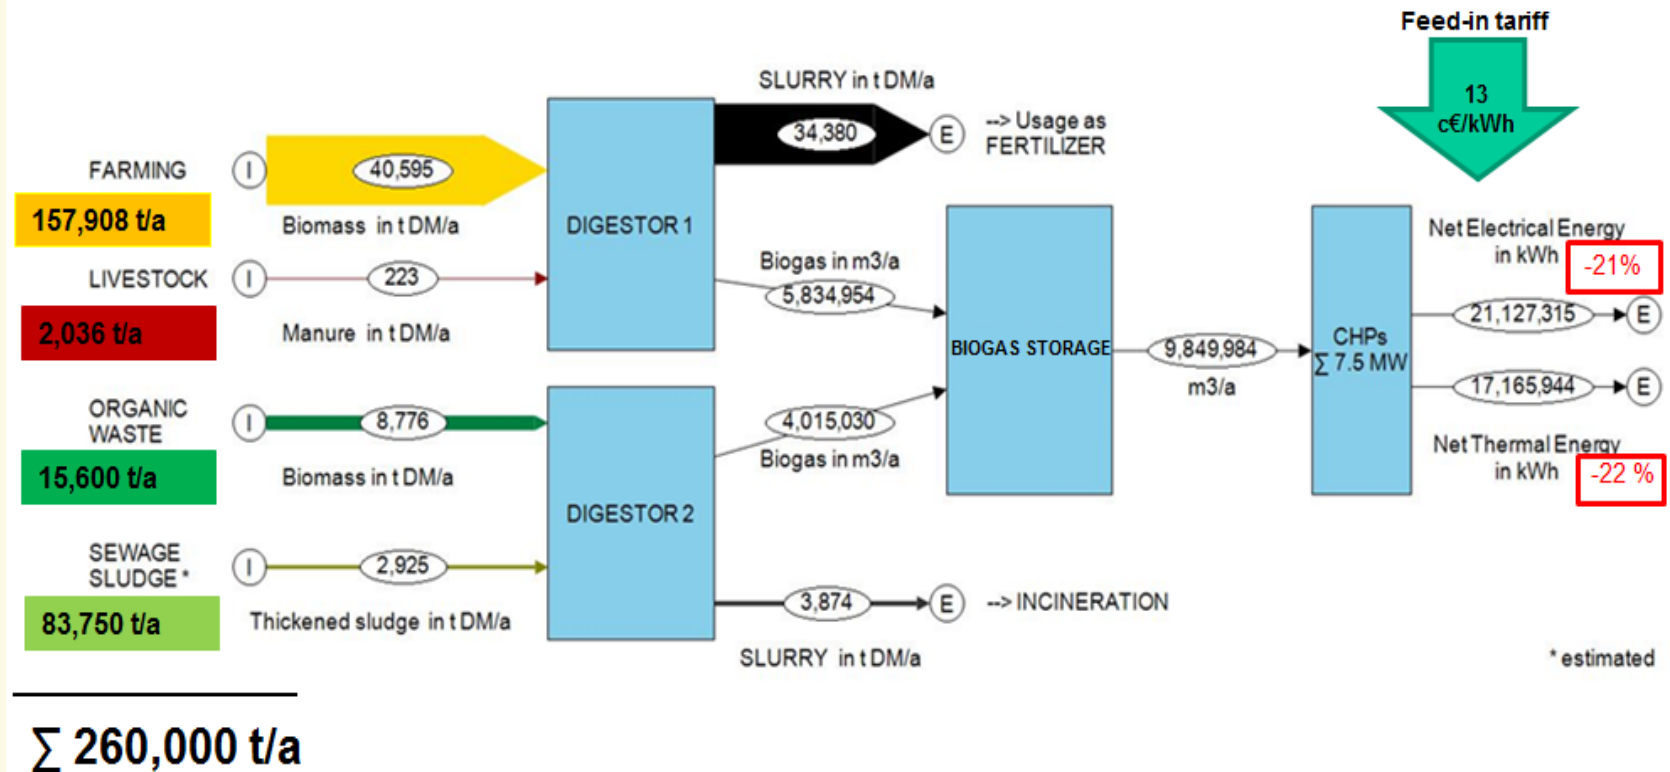 Feed-in tariff
13
c€/kWh
SLURRY in t DM/a
34,380
E
--> Usage as
FERTILIZER
FARMING
I
40,595
157,908 t/a
Biomass in t DM/a
DIGESTOR 1
LIVESTOCK
I
223
2,036 t/a
Manure in t DM/a
Biogas in m3/a
5,834,954
BIOGAS STORAGE
9,849,984
m3/a
CHPs
∑ 7.5 MW
Net Electrical Energy
in kWh
-21%
21,127,315
E
17,165,944
E
Net Thermal Energy
in kWh
-22 %
ORGANIC
WASTE
I
8,776
15,600 t/a
Biomass in t DM/a
4,015,030
Biogas in m3/a
DIGESTOR 2
SEWAGE
SLUDGE *
I
2,925
83,750 t/a
Thickened sludge in t DM/a
3,874
E
--> INCINERATION
SLURRY in t DM/a
* estimated
∑ 260,000 t/a